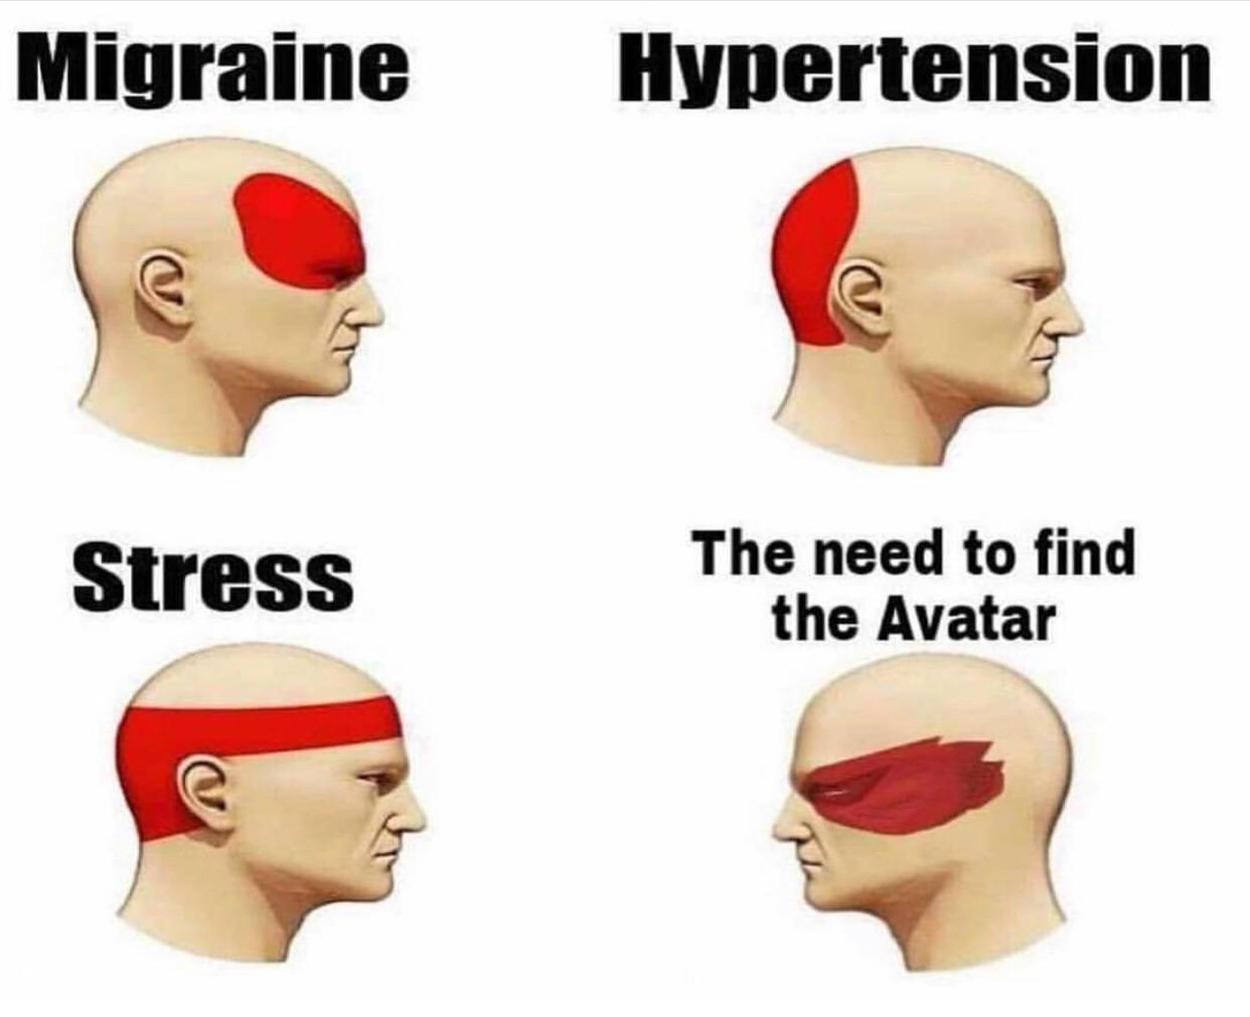 Migraine
Hypertension
Stress
The need to find
the Avatar